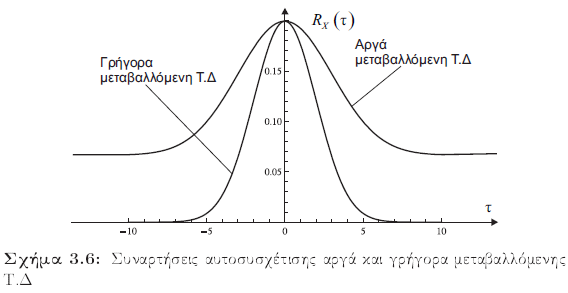 R_X (τ)
Γρήγορα
μεταβαλλόμενη Τ.Δ
Αργά
μεταβαλλόμενη Τ.Δ
0.15
0.10
0.05
τ
−10 −5 0 5 10
Σχήμα 3.6: Συναρτήσεις αυτοσυσχέτισης αργά και γρήγορα μεταβαλλόμενης
Τ.Δ